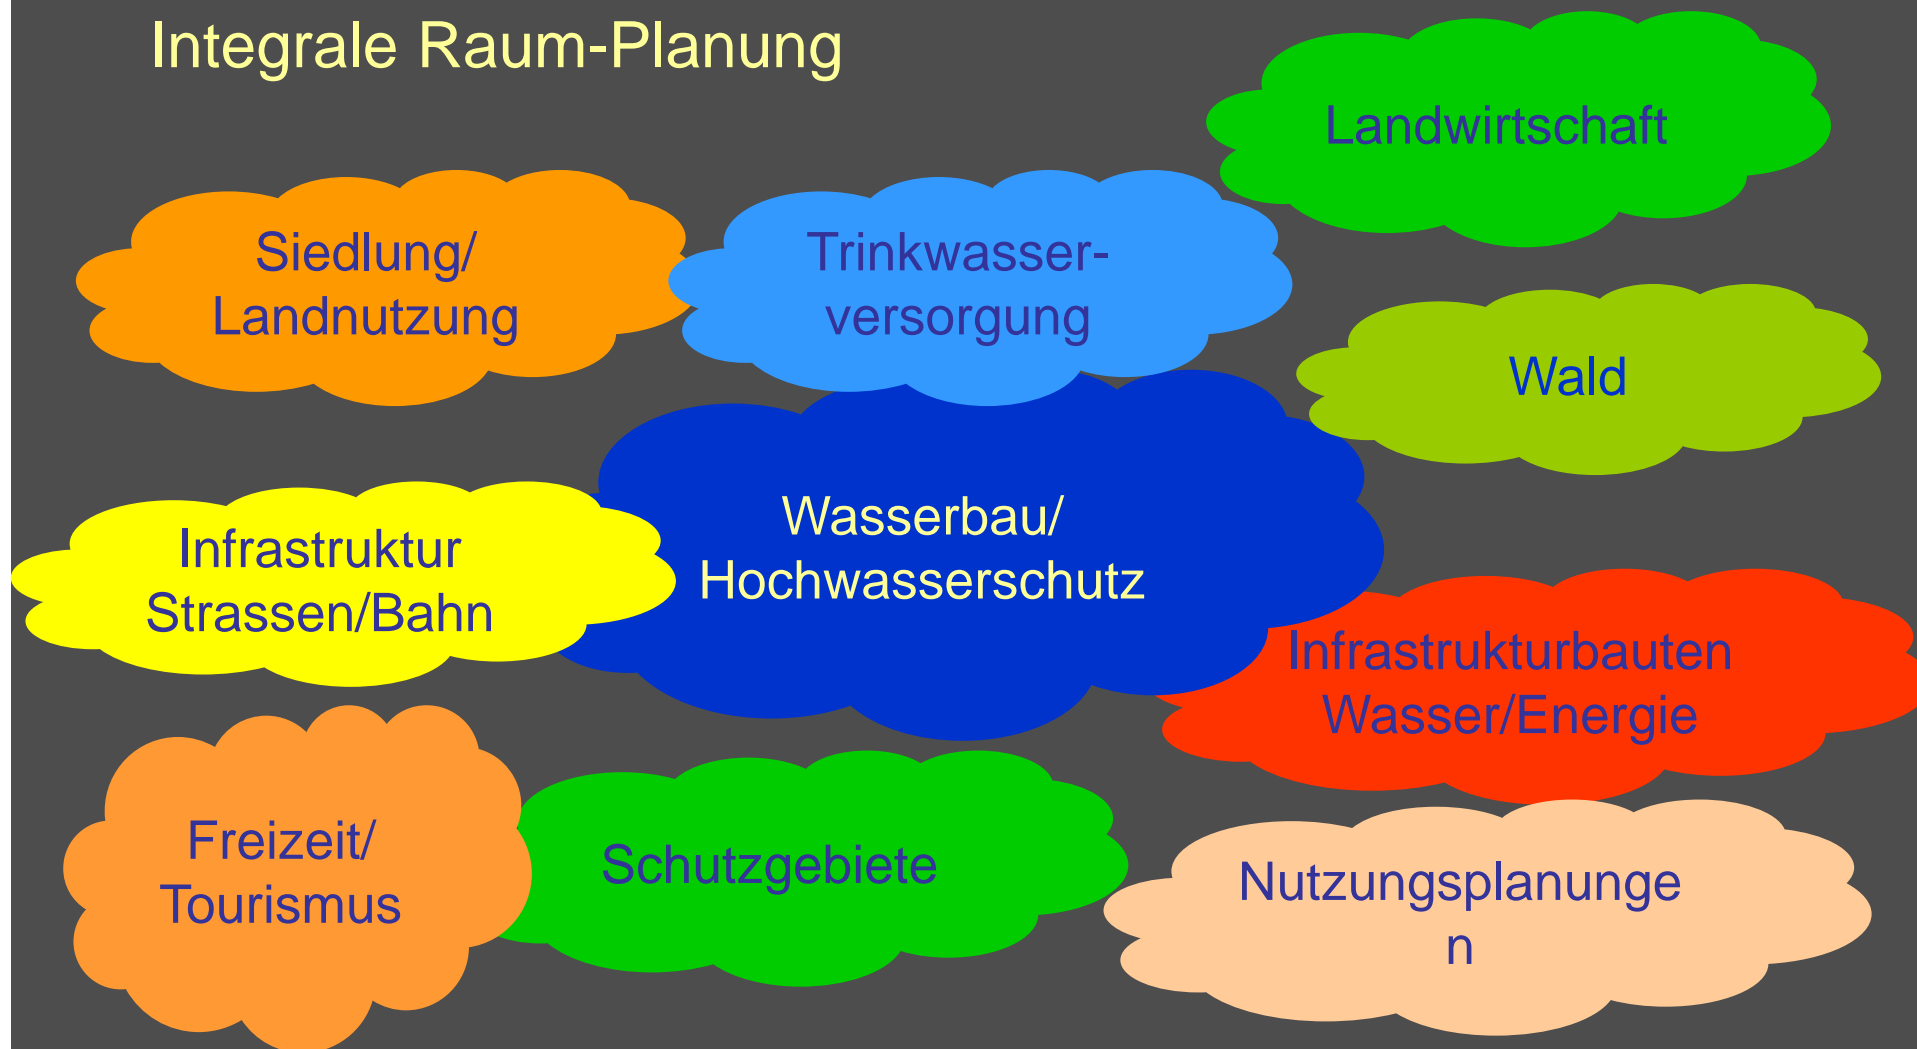 Integrale Raum-Planung
Landwirtschaft
Siedlung/
Landnutzung
Trinkwasser-
versorgung
Wald
Wasserbau/
Hochwasserschutz
Infrastruktur
Strassen/Bahn
Infrastrukturbauten
Wasser/Energie
Freizeit/
Tourismus
Schutzgebiete
Nutzungsplanunge
n